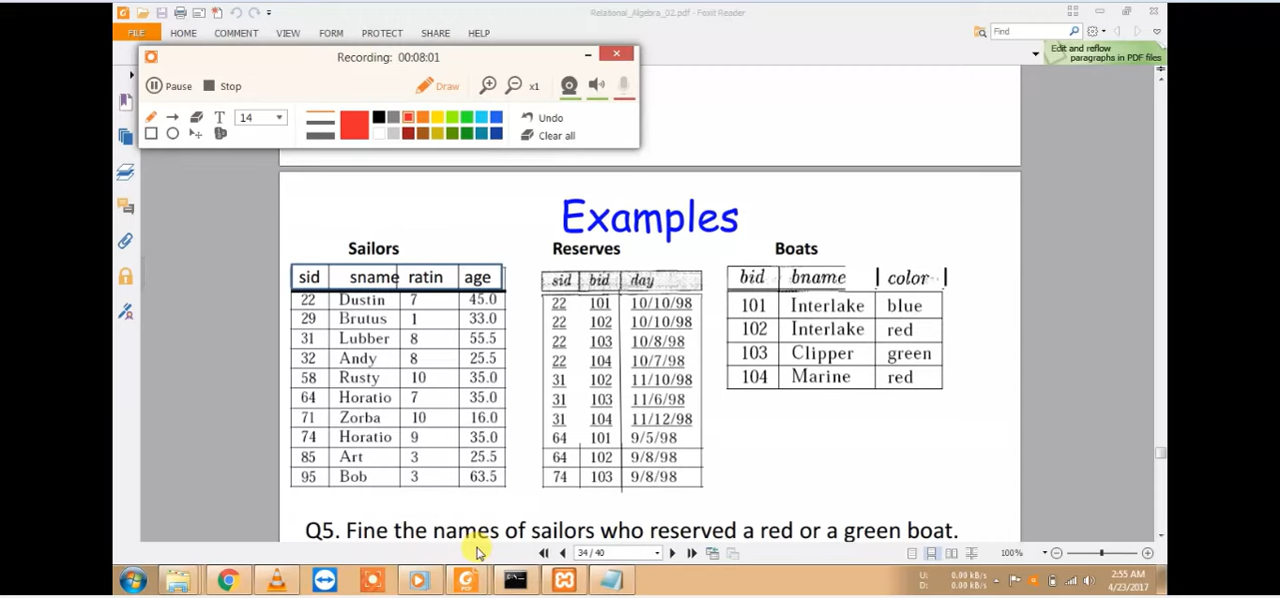 Relational_Algebra_02.pdf - Foxit Reader
FILE HOME COMMENT VIEW FORM PROTECT SHARE HELP
Find
Edit and reflow
paragraphs in PDF files
Recording: 00:08:01
Pause Stop Draw x1
14 Undo
Clear all
Examples
Sailors
sid sname ratin age
22 Dustin 7 45.0
29 Brutus 1 33.0
31 Lubber 8 55.5
32 Andy 8 25.5
58 Rusty 10 35.0
64 Horatio 7 35.0
71 Zorba 10 16.0
74 Horatio 9 35.0
85 Art 3 25.5
95 Bob 3 63.5
Reserves
sid bid day
22 101 10/10/98
22 102 10/10/98
22 103 10/8/98
22 104 10/7/98
31 102 11/10/98
31 103 11/6/98
31 104 11/12/98
64 101 9/5/98
64 102 9/8/98
74 103 9/8/98
Boats
bid bname color
101 Interlake blue
102 Interlake red
103 Clipper green
104 Marine red
Q5. Fine the names of sailors who reserved a red or a green boat.
34 / 40
100%
U: 0.00 kB/s
D: 0.00 kB/s
2:55 AM
4/23/2017